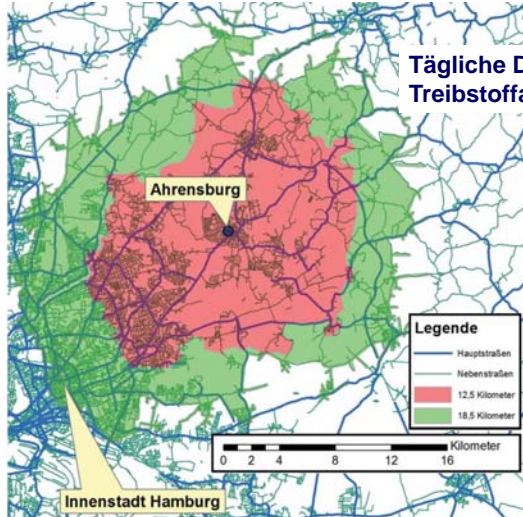 Tägliche D
Treibstoffa
Ahrensburg
Legende
Hauptstraßen
Nebenstraßen
12,5 Kilometer
18,5 Kilometer
Kilometer
0 2 4 8 12 16
Innenstadt Hamburg